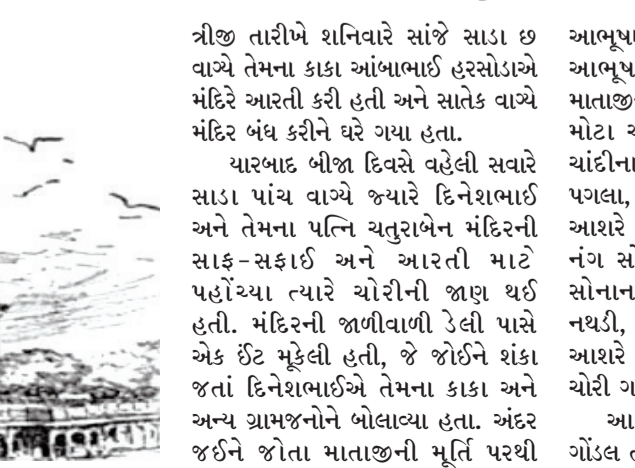 ત્રીજી તારીખે શનિવારે સાંજે સાડા છ
વાગ્યે તેમના કાકા આંબાભાઈ હરસોડાએ
મંદિરે આરતી કરી હતી અને સાતેક વાગ્યે
મંદિર બંધ કરીને ઘરે ગયા હતા.
યારબાદ બીજા દિવસે વહેલી સવારે
સાડા પાંચ વાગ્યે જ્યારે દિનેશભાઈ
અને તેમના પત્નિ ચતુરાબેન મંદિરની
સાફ-સફાઈ અને આરતી માટે
પહોંચ્યા ત્યારે ચોરીની જાણ થઈ
હતી. મંદિરની જાળીવાળી ડેલી પાસે
એક ઈંટ મૂકેલી હતી, જે જોઈને શંકા
જતાં દિનેશભાઈએ તેમના કાકા અને
અન્ય ગ્રામજનોને બોલાવ્યા હતા. અંદર
જઈને જોતા માતાજીની મૂર્તિ પરથી
મોટા
પગલા,
આશરે
નંગ
નથડી,
આશરે
ચોરી
આ
ગોંડલ